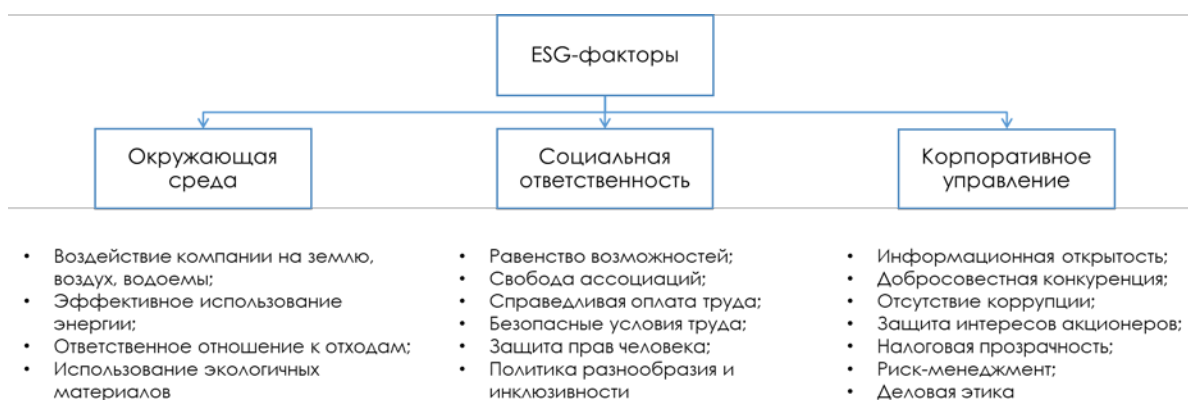 ESG-факторы
Окружающая
среда
Социальная
ответственность
Корпоративное
управление
• Воздействие компании на землю,
воздух, водоемы;
• Эффективное использование
энергии;
• Ответственное отношение к отходам;
• Использование экологичных
материалов
• Равенство возможностей;
• Свобода ассоциаций;
• Справедливая оплата труда;
• Безопасные условия труда;
• Защита прав человека;
• Политика разнообразия и
инклюзивности
• Информационная открытость;
• Добросовестная конкуренция;
• Отсутствие коррупции;
• Защита интересов акционеров;
• Налоговая прозрачность;
• Риск-менеджмент;
• Деловая этика